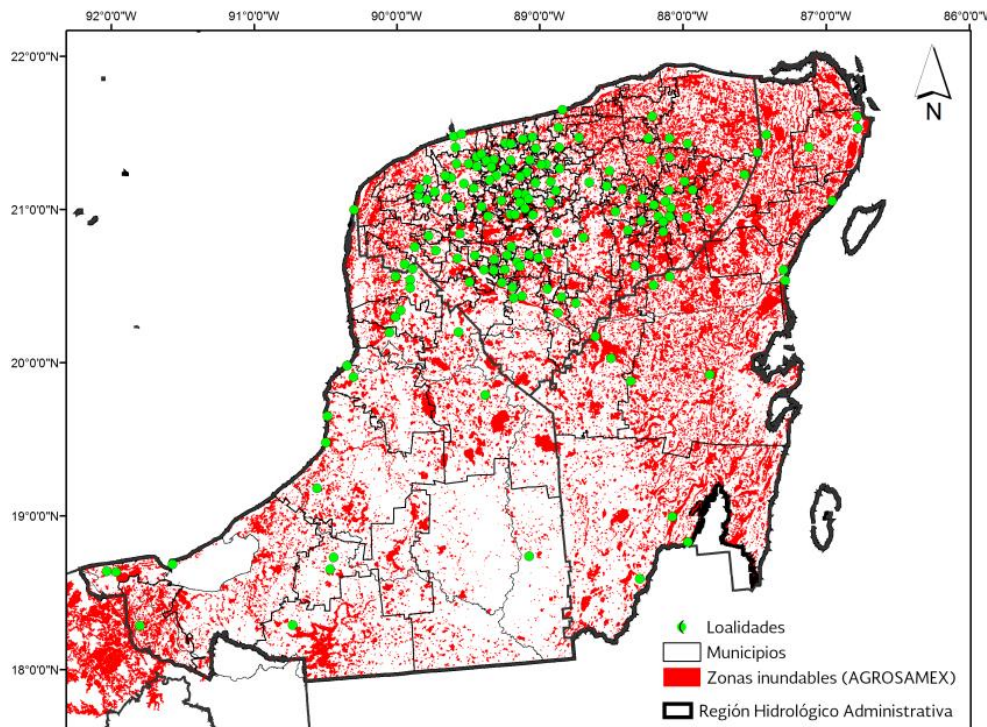 92°0'0"W 91°0'0"W 90°0'0"W 89°0'0"W 88°0'0"W 87°0'0"W 86°0'0"W
22°0'0"N
N
21°0'0"N
20°0'0"N
19°0'0"N
18°0'0"N
Loalidades
Municipios
Zonas inundables (AGROSAMEX)
Región Hidrológico Administrativa